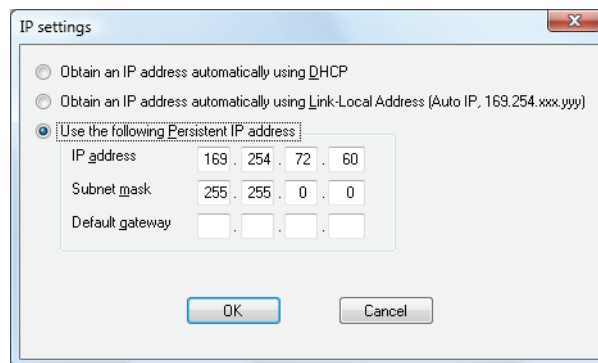 IP settings
Obtain an IP address automatically using DHCP
Obtain an IP address automatically using Link-Local Address (Auto IP, 169.254.xxx.yyy)
Use the following Persistent IP address
IP address 169 . 254 . 72 . 60
Subnet mask 255 . 255 . 0 . 0
Default gateway . . .
OK Cancel